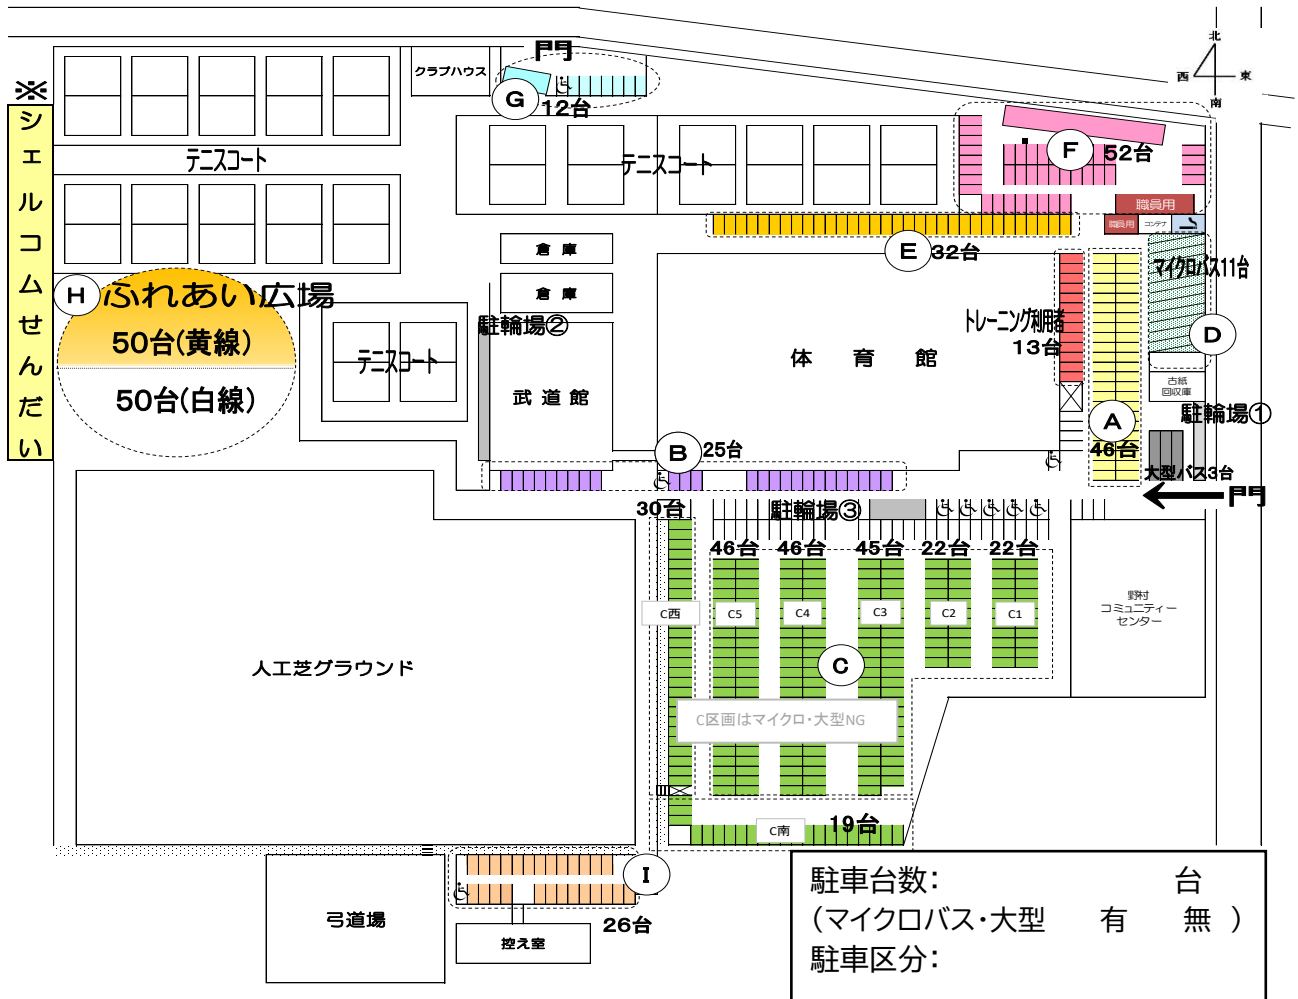 北
西
東
南
門
クラブハウス
G
12台
※
シェルコムせんだい
テニスコート
テニスコート
F
52台
職員用
職員用
コンテナ
E
32台
倉庫
倉庫
マイクロバス11台
H
ふれあい広場
50台(黄線)
50台(白線)
駐輪場②
トレーニング利用者
13台
D
テニスコート
体育館
武道館
古紙
回収庫
駐輪場①
A
46台
B
25台
大型バス3台
門
30台
駐輪場③
46台
46台
45台
22台
22台
C西
C5
C4
C3
C2
C1
野村
コミュニティー
センター
人工芝グラウンド
C
C区画はマイクロ・大型NG
C南
19台
I
26台
弓道場
控え室
駐車台数： 台
（マイクロバス・大型 有 無 ）
駐車区分：